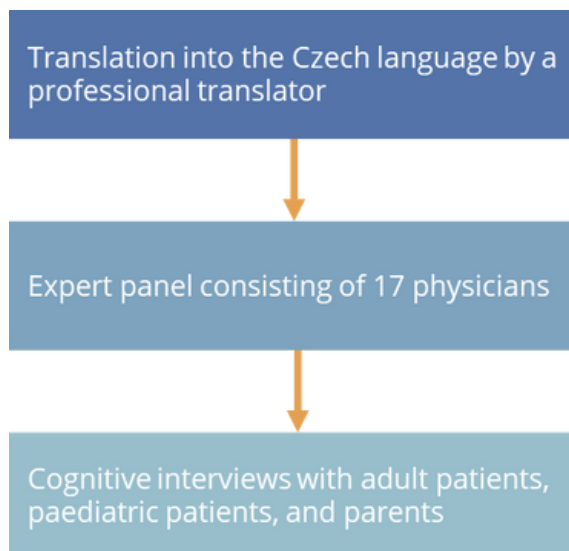 Translation into the Czech language by a
professional translator
Expert panel consisting of 17 physicians
Cognitive interviews with adult patients,
paediatric patients, and parents